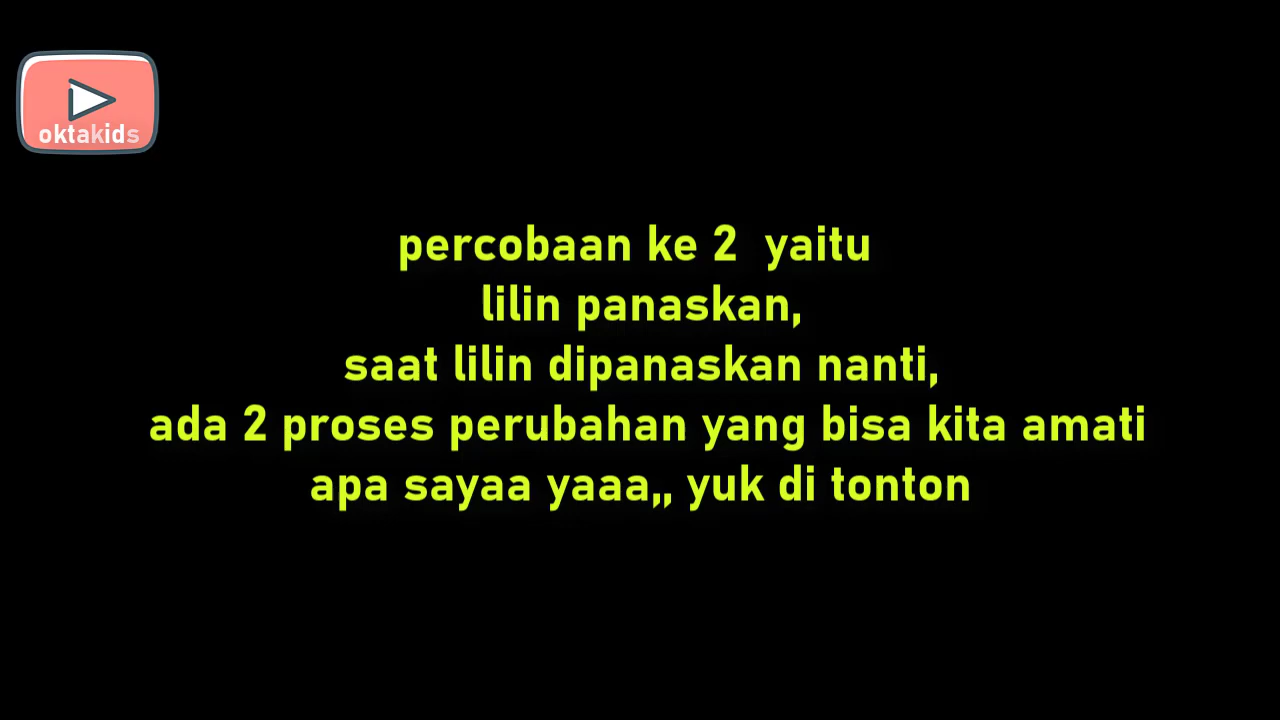 oktakids
percobaan ke 2 yaitu
lilin panaskan,
saat lilin dipanaskan nanti,
ada 2 proses perubahan yang bisa kita amati
apa sayaa yaaa,, yuk di tonton